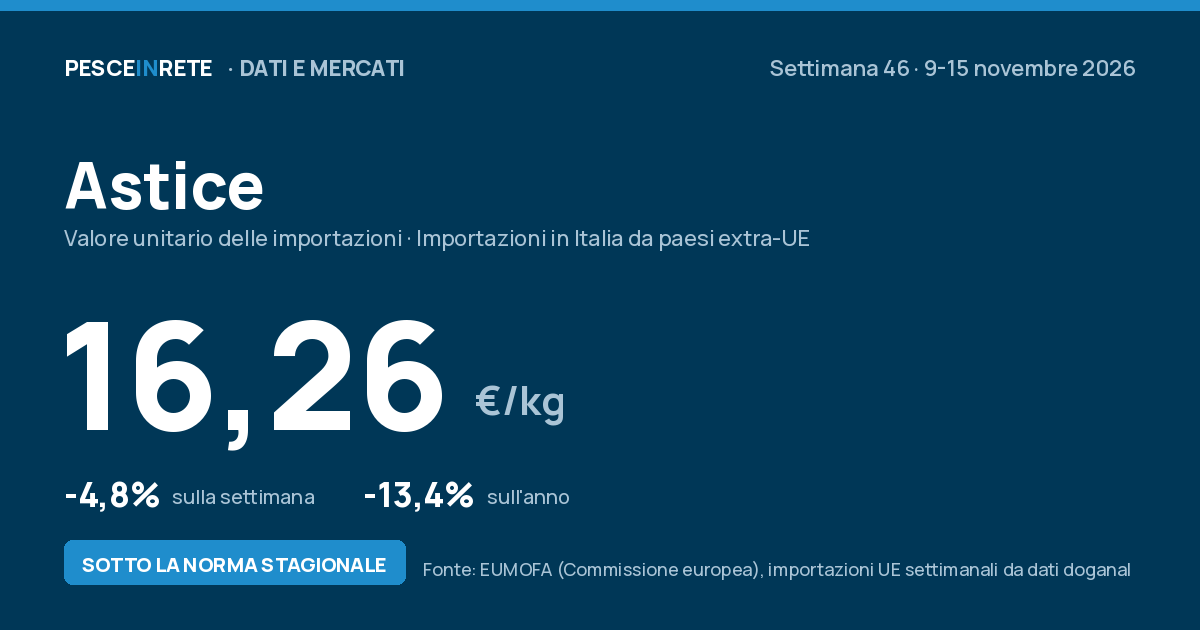 PESCEINRETE · DATI E MERCATI
Settimana 46 · 9-15 novembre 2026
Astice
Valore unitario delle importazioni · Importazioni in Italia da paesi extra-UE
16,26 €/kg
-4,8% sulla settimana -13,4% sull'anno
SOTTO LA NORMA STAGIONALE
Fonte: EUMOFA (Commissione europea), importazioni UE settimanali da dati doganal